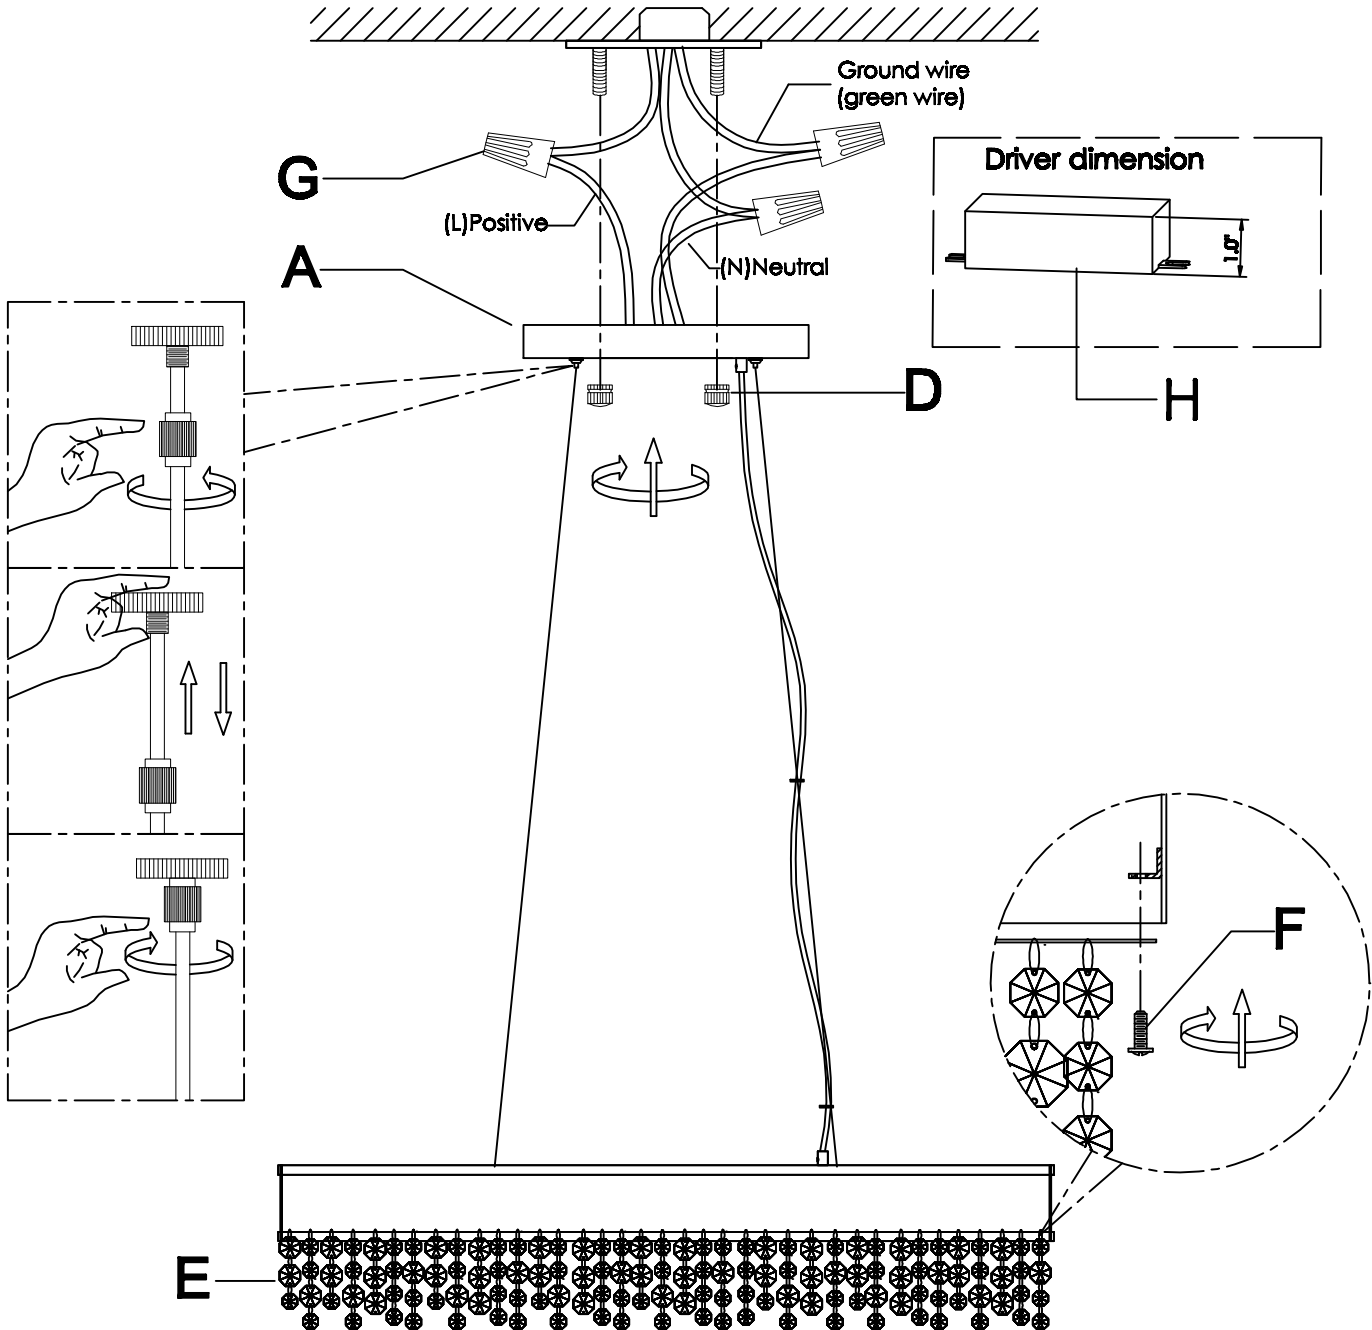 Ground wire
(green wire)
G
Driver dimension
(L)Positive
1.0"
A
(N)Neutral
D
H
F
E